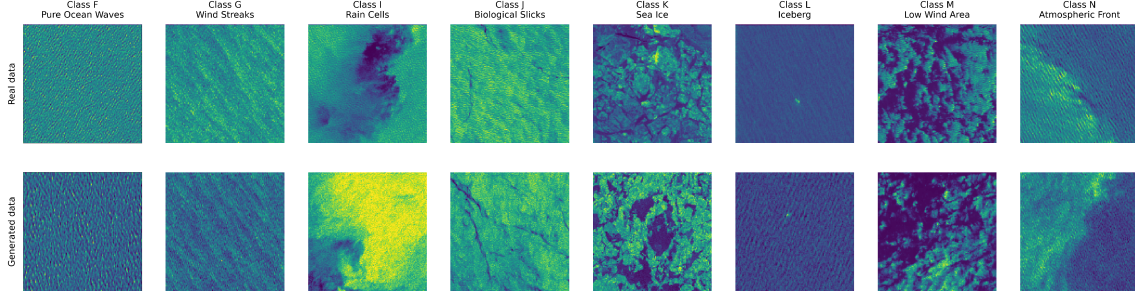 Class F
Pure Ocean Waves
Class G
Wind Streaks
Class I
Rain Cells
Class J
Biological Slicks
Class K
Sea Ice
Class L
Iceberg
Class M
Low Wind Area
Class N
Atmospheric Front
Real data
Generated data